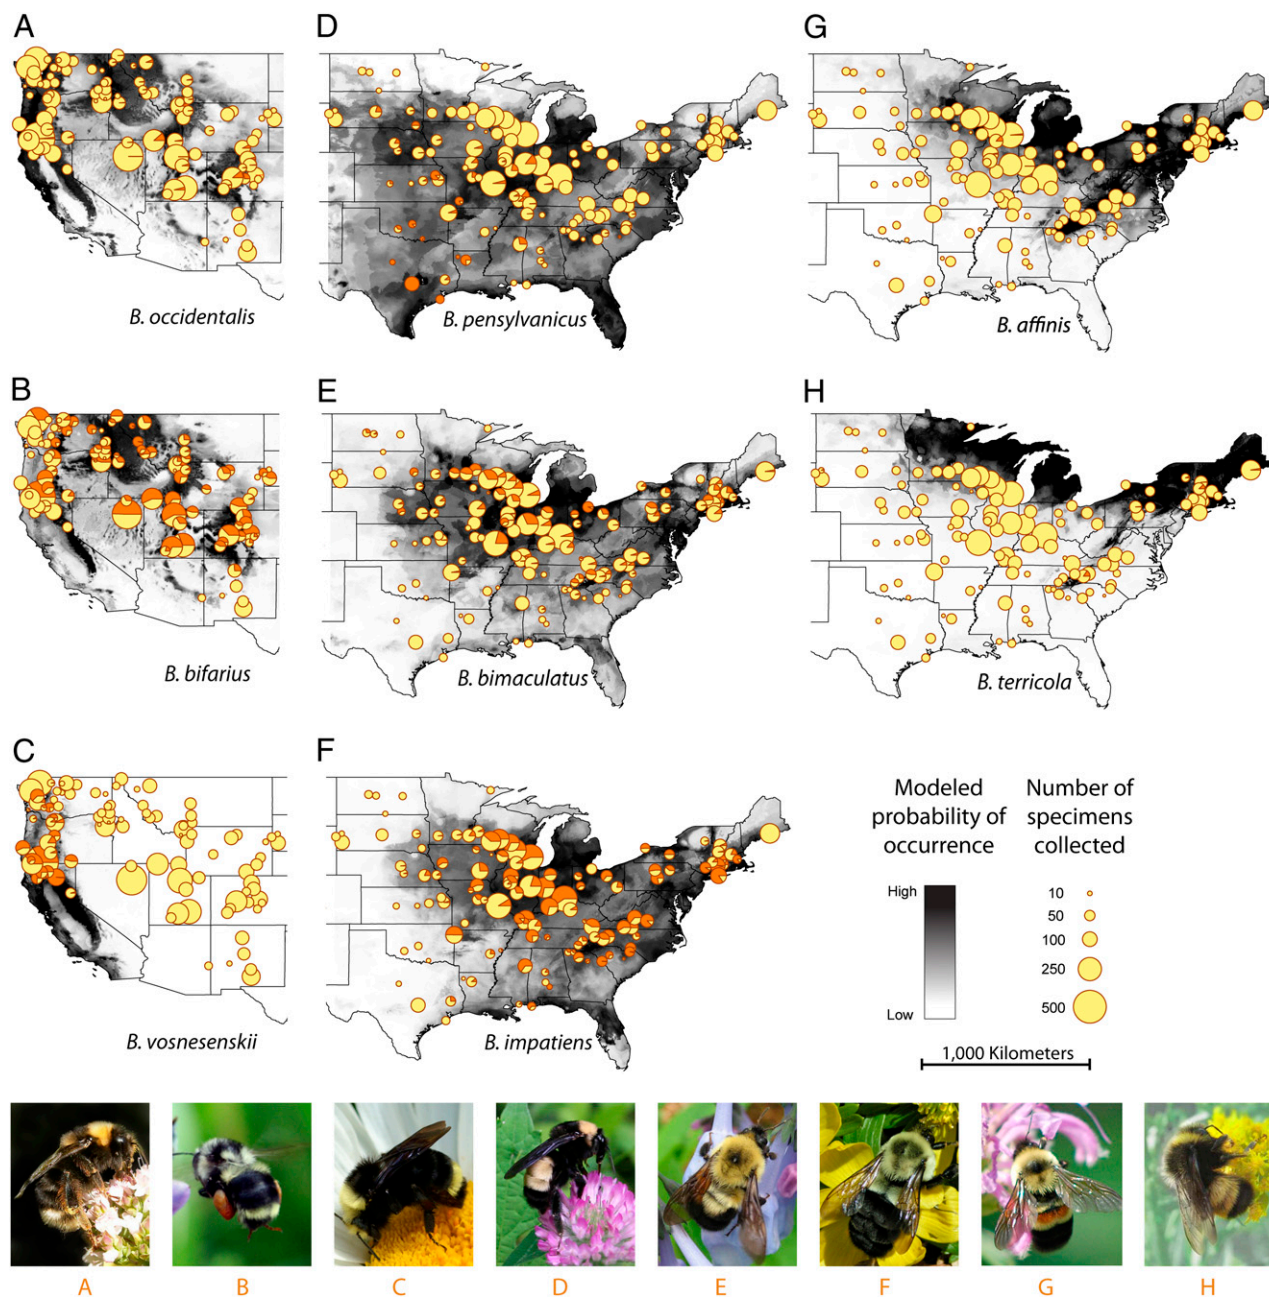 A
D
G
B. occidentalis
B. pensylvanicus
B. affinis
B
E
H
B. bifarius
B. bimaculatus
B. terricola
C
F
B. vosnesenskii
B. impatiens
Modeled
probability of
occurrence
High
Low
Number of
specimens
collected
10
50
100
250
500
1,000 Kilometers
A
B
C
D
E
F
G
H